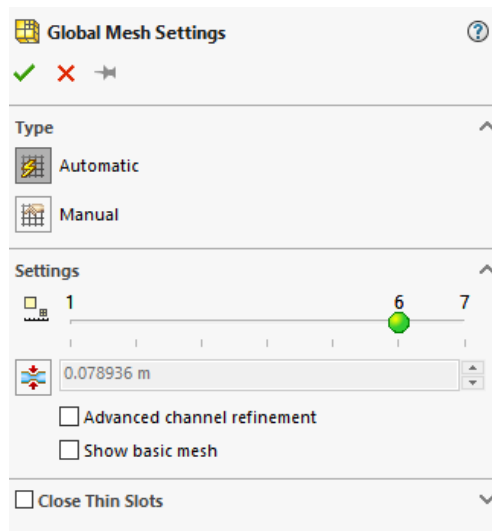 Global Mesh Settings
Type
Automatic
Manual
Settings
1 6 7
0.078936 m
Advanced channel refinement
Show basic mesh
Close Thin Slots